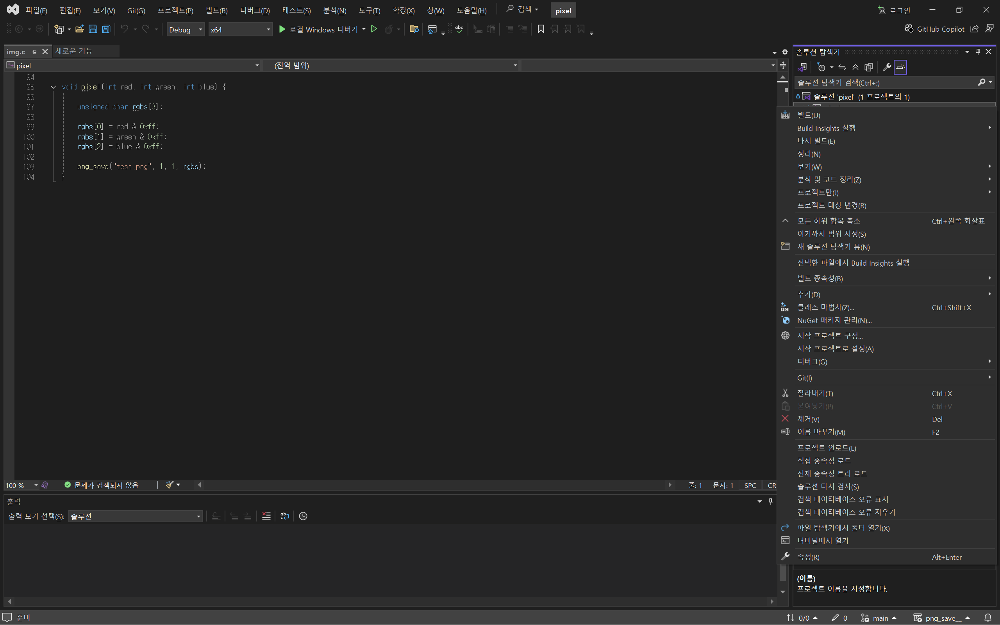 파일(F) 편집(E) 보기(V) Git(G) 프로젝트(P) 빌드(B) 디버그(D) 테스트(S) 분석(N) 도구(T) 확장(X) 창(W) 도움말(H) 검색 pixel 로그인
Debug x64 로컬 Windows 디버거 abc GitHub Copilot
img.c 새로운 기능
pixel (전역 범위)
94
95 void pixel(int red, int green, int blue) {
96
97 unsigned char rgbs[3];
98
99 rgbs[0] = red & 0xff;
100 rgbs[1] = green & 0xff;
101 rgbs[2] = blue & 0xff;
102
103 png_save("test.png", 1, 1, rgbs);
104 }
100 % 문제가 검색되지 않음 줄: 1 문자: 1 SPC CR
출력
출력 보기 선택(S): 솔루션
솔루션 탐색기
솔루션 탐색기 검색(Ctrl+;)
솔루션 'pixel' (1 프로젝트의 1)
빌드(U)
Build Insights 실행
다시 빌드(E)
정리(N)
보기(W)
분석 및 코드 정리(Z)
프로젝트만(J)
프로젝트 대상 변경(R)
모든 하위 항목 축소 Ctrl+왼쪽 화살표
여기까지 범위 지정(S)
새 솔루션 탐색기 뷰(N)
선택한 파일에서 Build Insights 실행
빌드 종속성(B)
추가(D)
클래스 마법사(Z)... Ctrl+Shift+X
NuGet 패키지 관리(N)...
시작 프로젝트 구성...
시작 프로젝트로 설정(A)
디버그(G)
Git(I)
잘라내기(T) Ctrl+X
붙여넣기(P) Ctrl+V
제거(V) Del
이름 바꾸기(M) F2
프로젝트 언로드(L)
직접 종속성 로드
전체 종속성 트리 로드
솔루션 다시 검사(S)
검색 데이터베이스 오류 표시
검색 데이터베이스 오류 지우기
파일 탐색기에서 폴더 열기(X)
터미널에서 열기
속성(R) Alt+Enter
(이름)
프로젝트 이름을 지정합니다.
준비 0/0 0 main png_save__